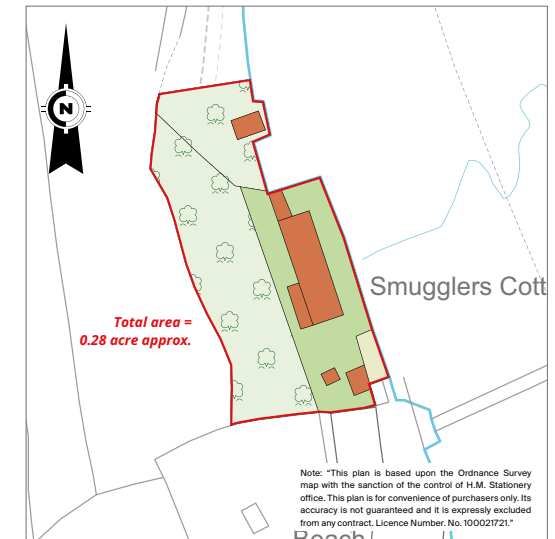 N
Smugglers Cott
Total area =
0.28 acre approx.
Note: “This plan is based upon the Ordnance Survey
map with the sanction of the control of H.M. Stationery
office. This plan is for convenience of purchasers only. Its
accuracy is not guaranteed and it is expressly excluded
from any contract. Licence Number. No. 100021721.”
Beach